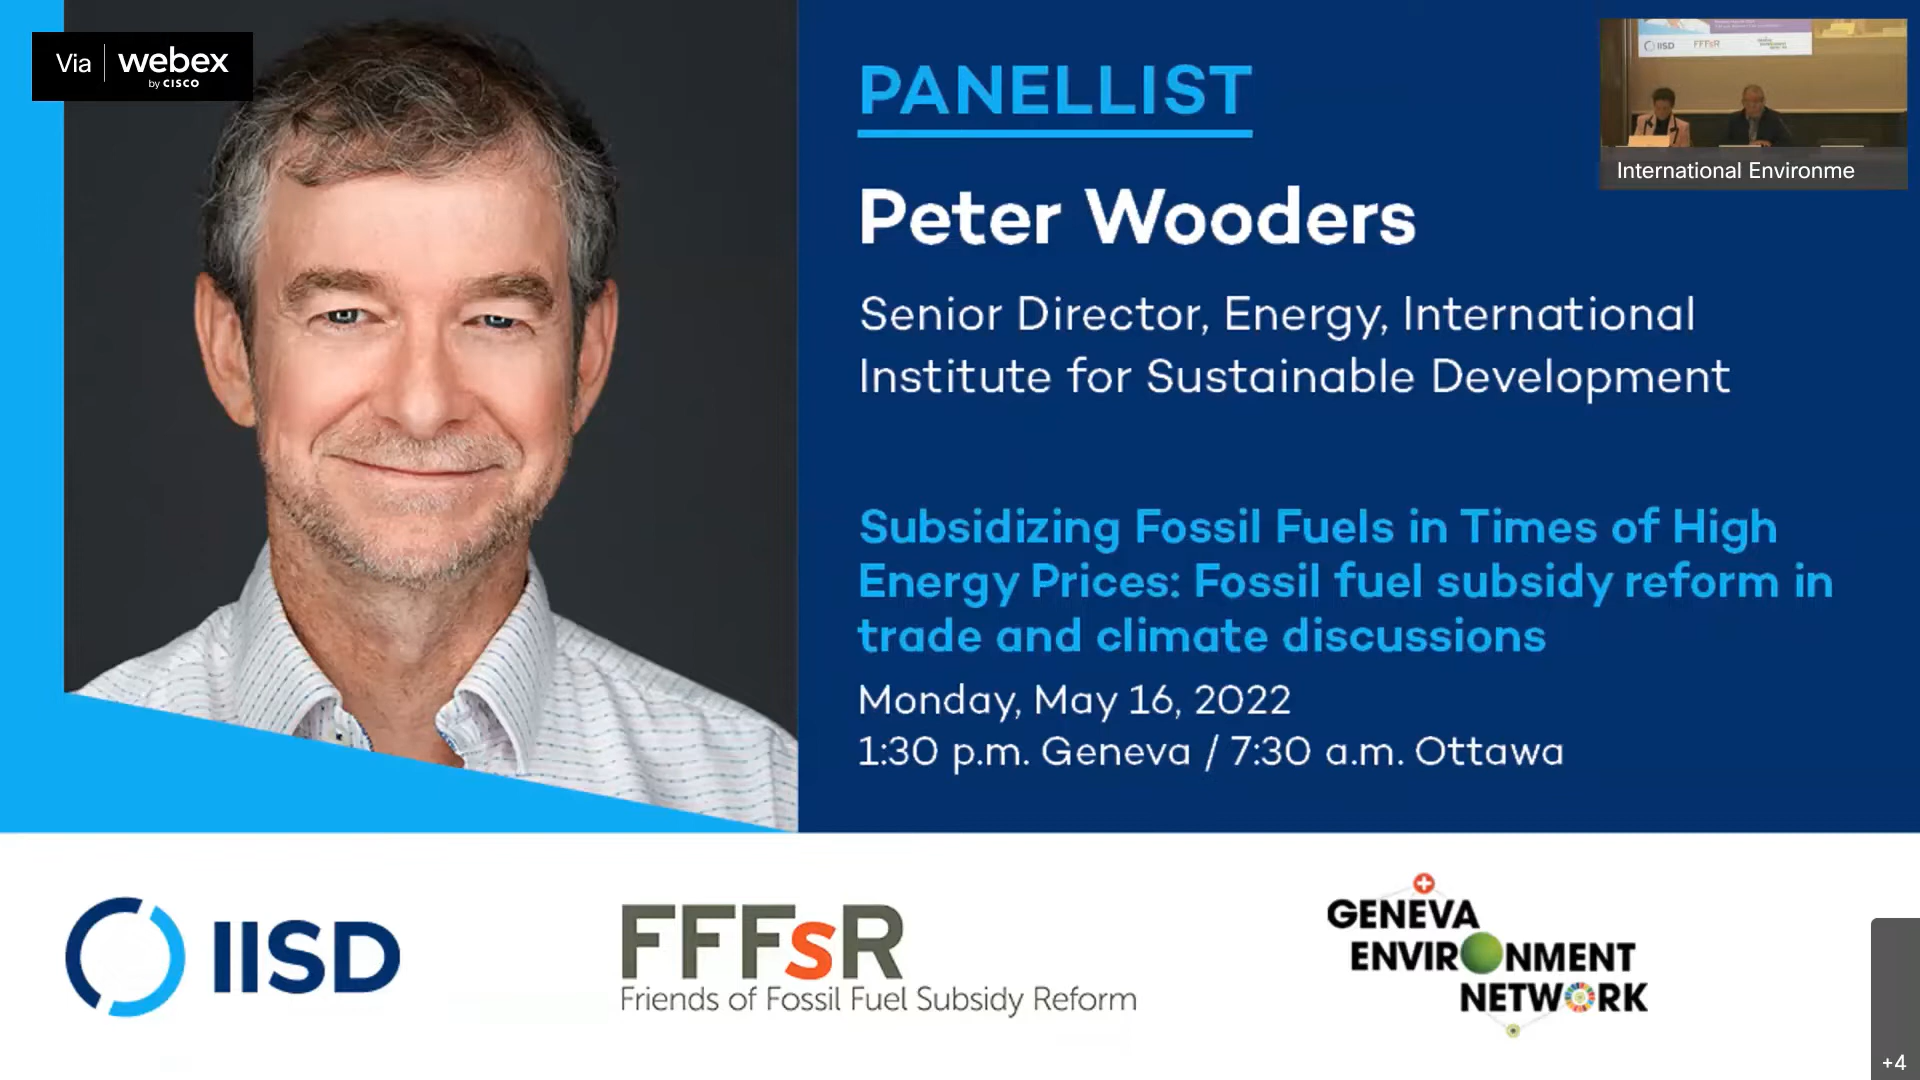 Via webex
by CISCO
PANELLIST
Peter Wooders
Senior Director, Energy, International
Institute for Sustainable Development
Subsidizing Fossil Fuels in Times of High
Energy Prices: Fossil fuel subsidy reform in
trade and climate discussions
Monday, May 16, 2022
1:30 p.m. Geneva / 7:30 a.m. Ottawa
IISD FFFsR
International Environme
IISD
FFFsR
Friends of Fossil Fuel Subsidy Reform
GENEVA
ENVIRONMENT
NETWORK
+4